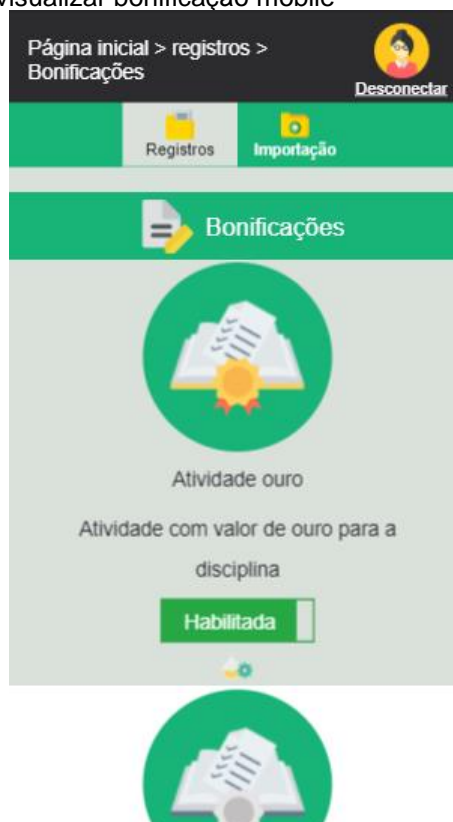 visualizar bonificação mobile
Página inicial > registros >
Bonificações
Desconectar
Registros
Importação
Bonificações
Atividade ouro
Atividade com valor de ouro para a
disciplina
Habilitada